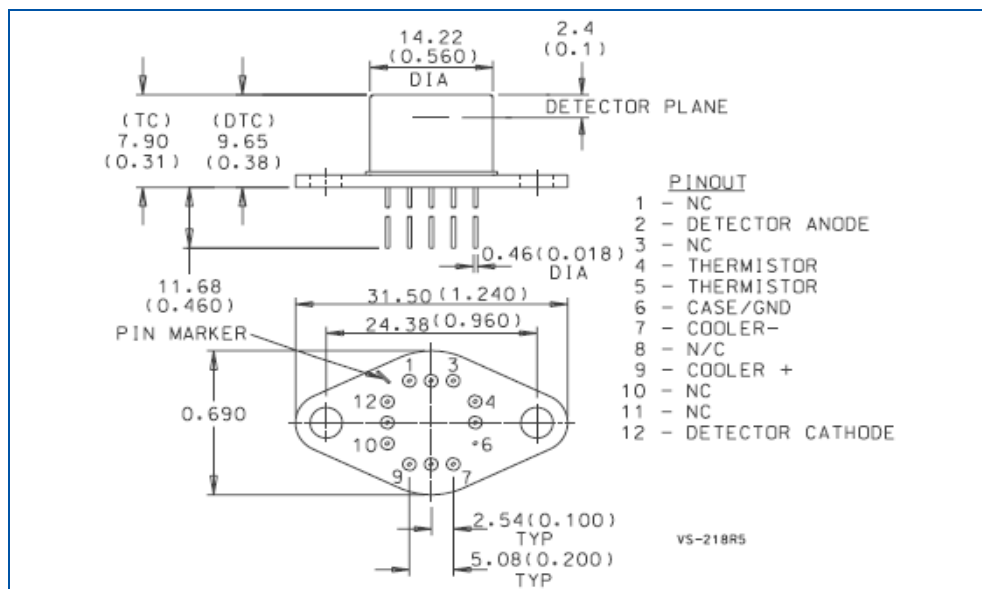 14.22
(0.560)
DIA
2.4
(0.1)
DETECTOR PLANE
(TC)
7.90
(0.31)
(DTC)
9.65
(0.38)
11.68
(0.460)
0.46(0.018)
DIA
31.50(1.240)
24.38(0.960)
PIN MARKER
0.690
1 3
12 4
10 6
9 7
2.54(0.100)
TYP
5.08(0.200)
TYP
PINOUT
1 - NC
2 - DETECTOR ANODE
3 - NC
4 - THERMISTOR
5 - THERMISTOR
6 - CASE/GND
7 - COOLER-
8 - N/C
9 - COOLER +
10 - NC
11 - NC
12 - DETECTOR CATHODE
VS-218R5